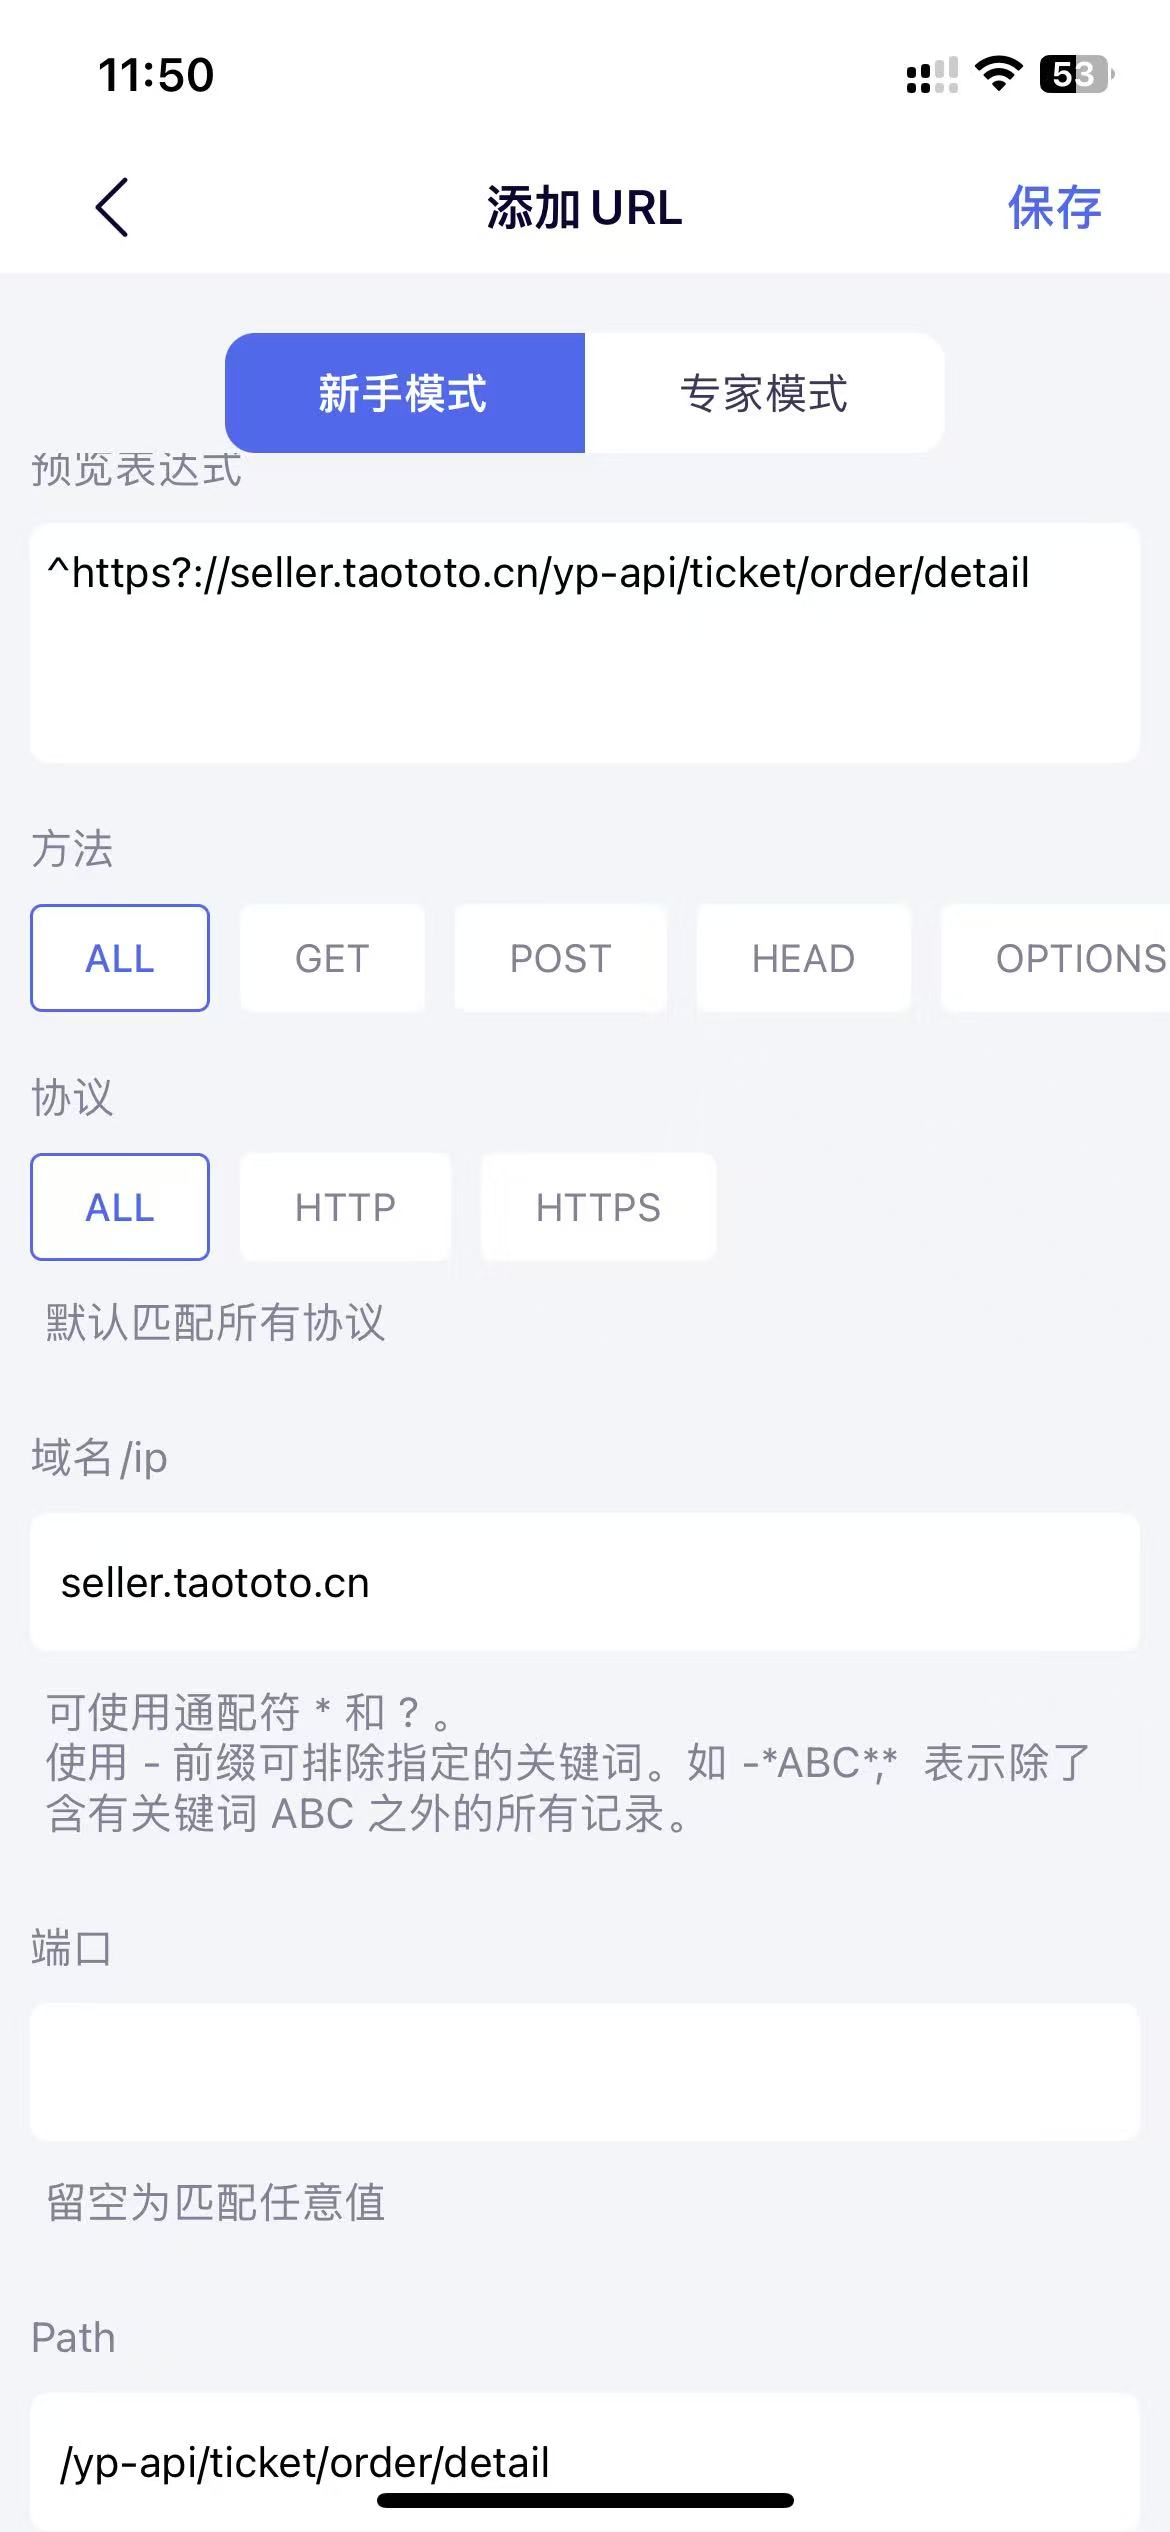 11:50
53
添加URL
保存
新手模式
专家模式
预览表达式
^https?://seller.taototo.cn/yp-api/ticket/order/detail
方法
ALL
GET
POST
HEAD
OPTIONS
协议
ALL
HTTP
HTTPS
默认匹配所有协议
域名/ip
seller.taototo.cn
可使用通配符 * 和 ? 。
使用 - 前缀可排除指定的关键词。如 -*ABC**, 表示除了
含有关键词 ABC 之外的所有记录。
端口
留空为匹配任意值
Path
/yp-api/ticket/order/detail